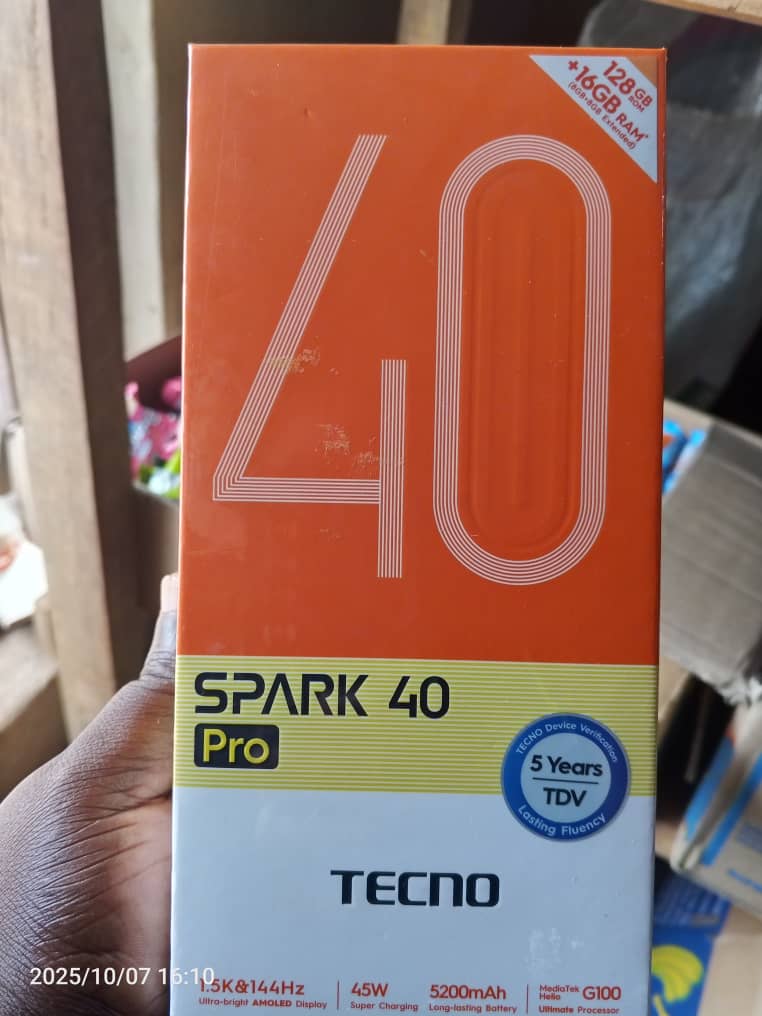 128GB
ROM
+16GB RAM*
(8GB+8GB Extended)
40
SPARK 40
Pro
TECNO Device Verification
5 Years
TDV
Lasting Fluency
TECNO
1.5K&144Hz
Ultra-bright AMOLED Display
45W
Super Charging
5200mAh
Long-lasting Battery
MediaTek
Helio G100
Ultimate Processor
2025/10/07 16:10